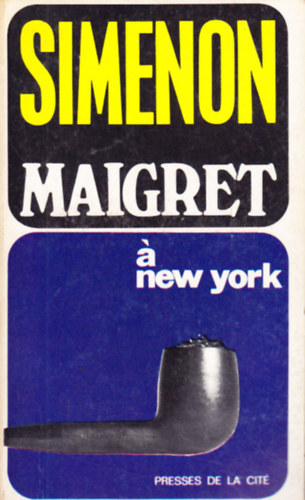 SIMENON
MAIGRET
à
new york
PRESSES DE LA CITÉ